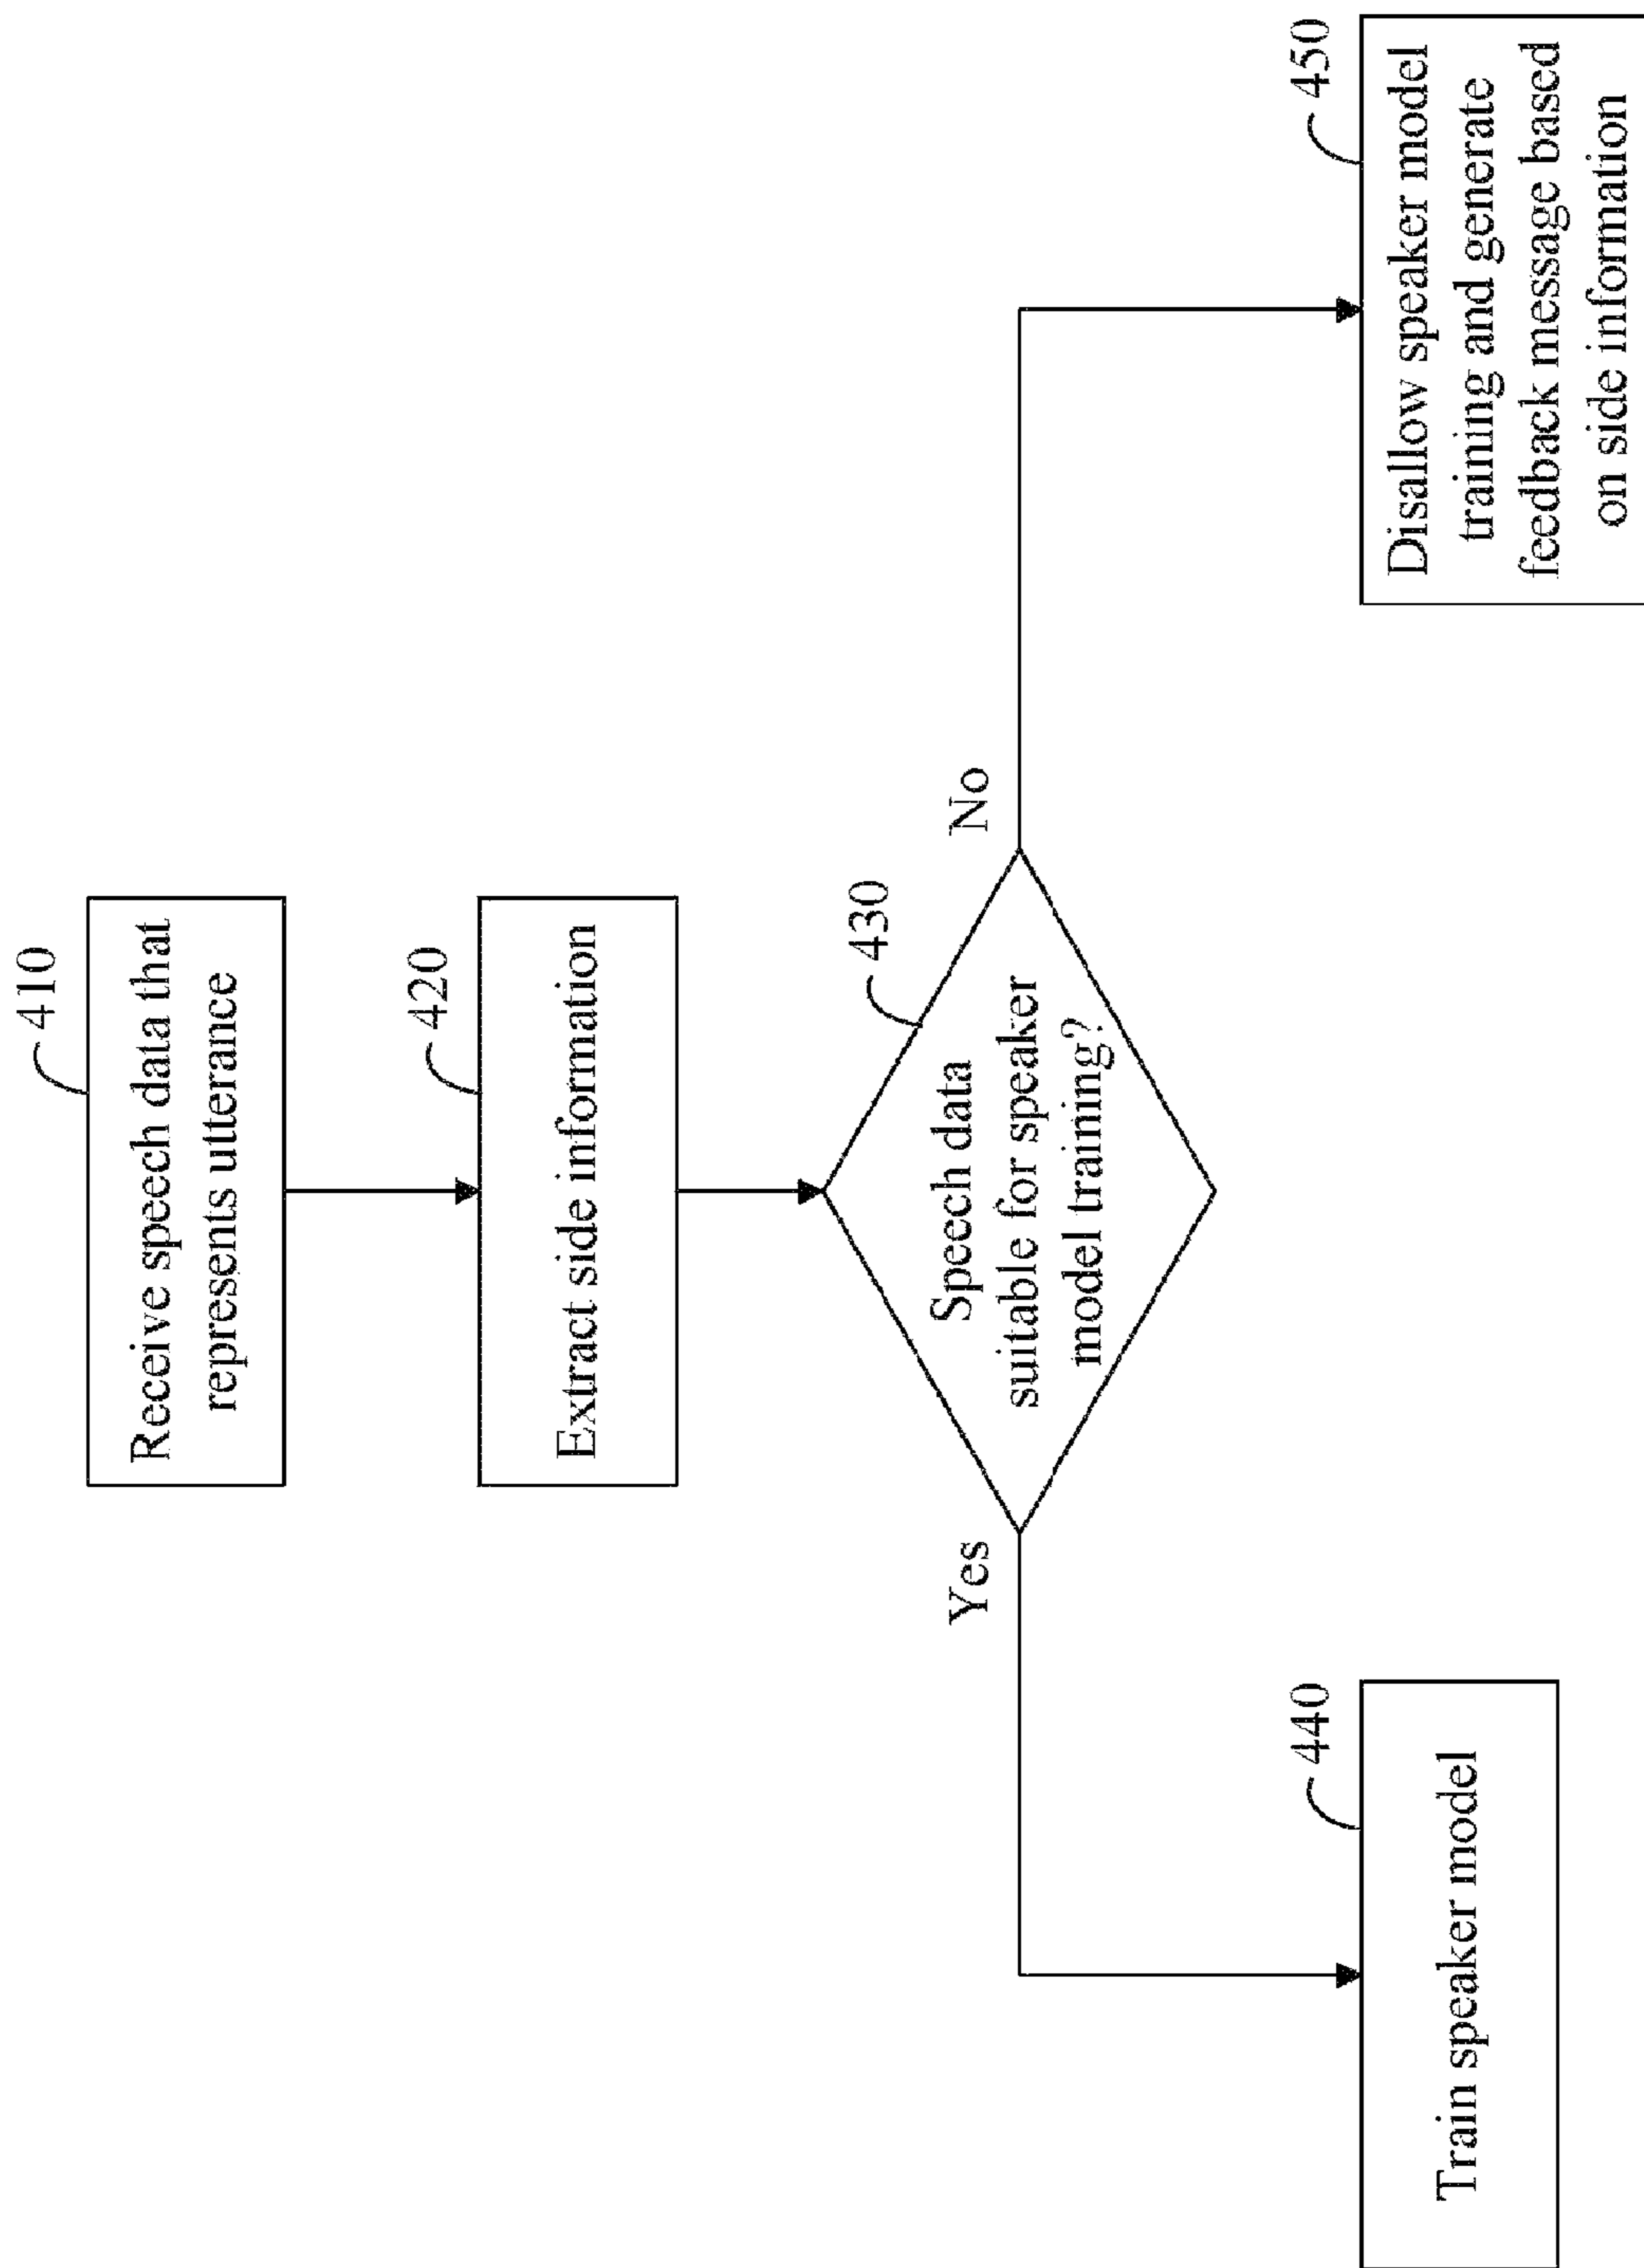 410
Receive speech data that
represents utterance
420
Extract side information
430
Speech data
suitable for speaker
model training?
Yes
No
440
Train speaker model
450
Disallow speaker model
training and generate
feedback message based
on side information